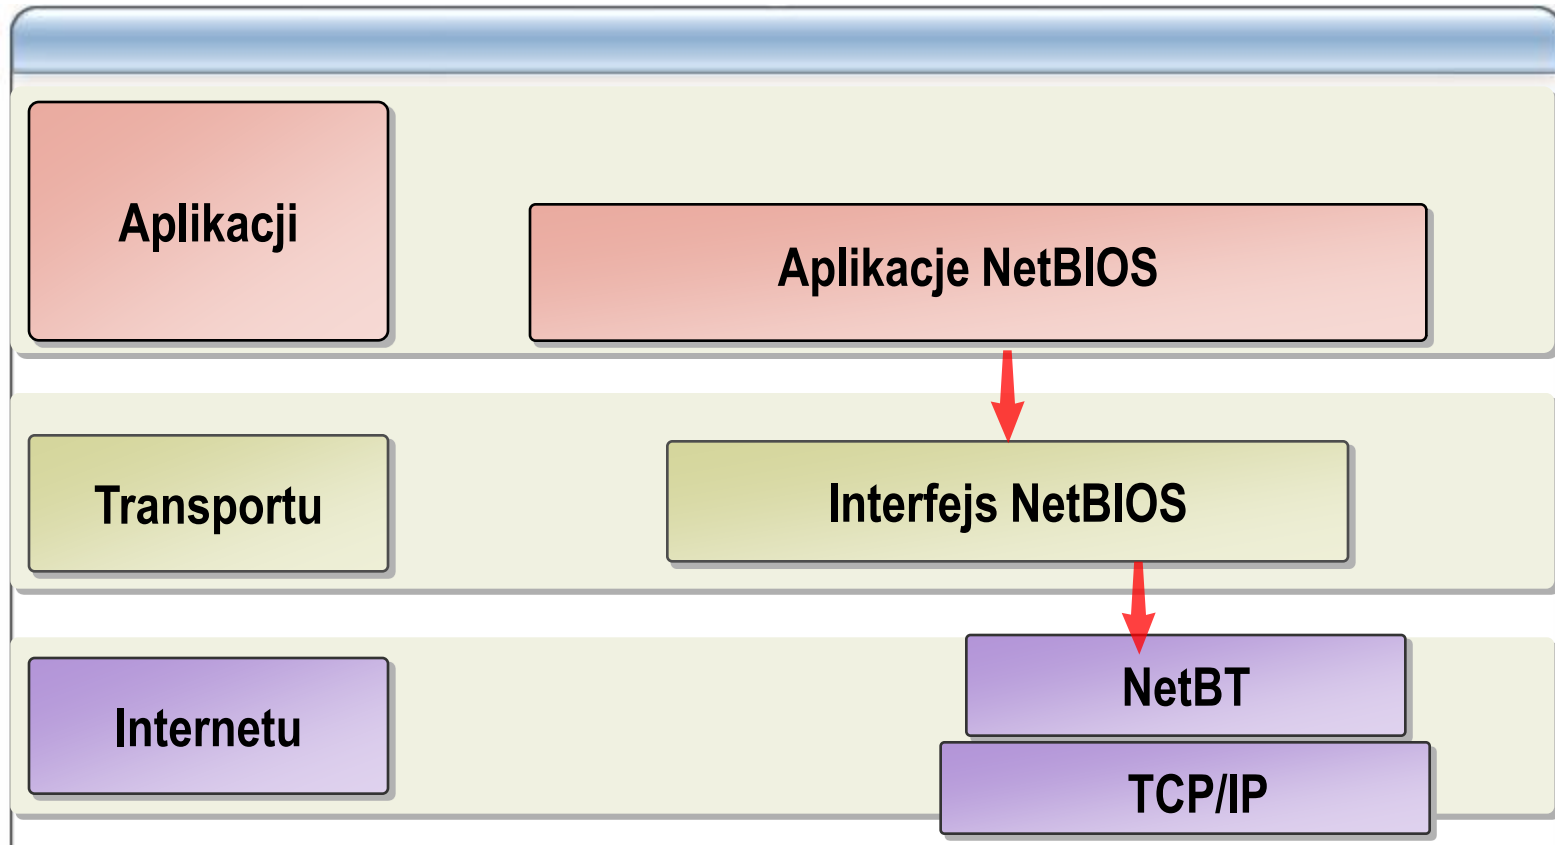 Aplikacji
Aplikacje NetBIOS
Transportu
Interfejs NetBIOS
Internetu
NetBT
TCP/IP